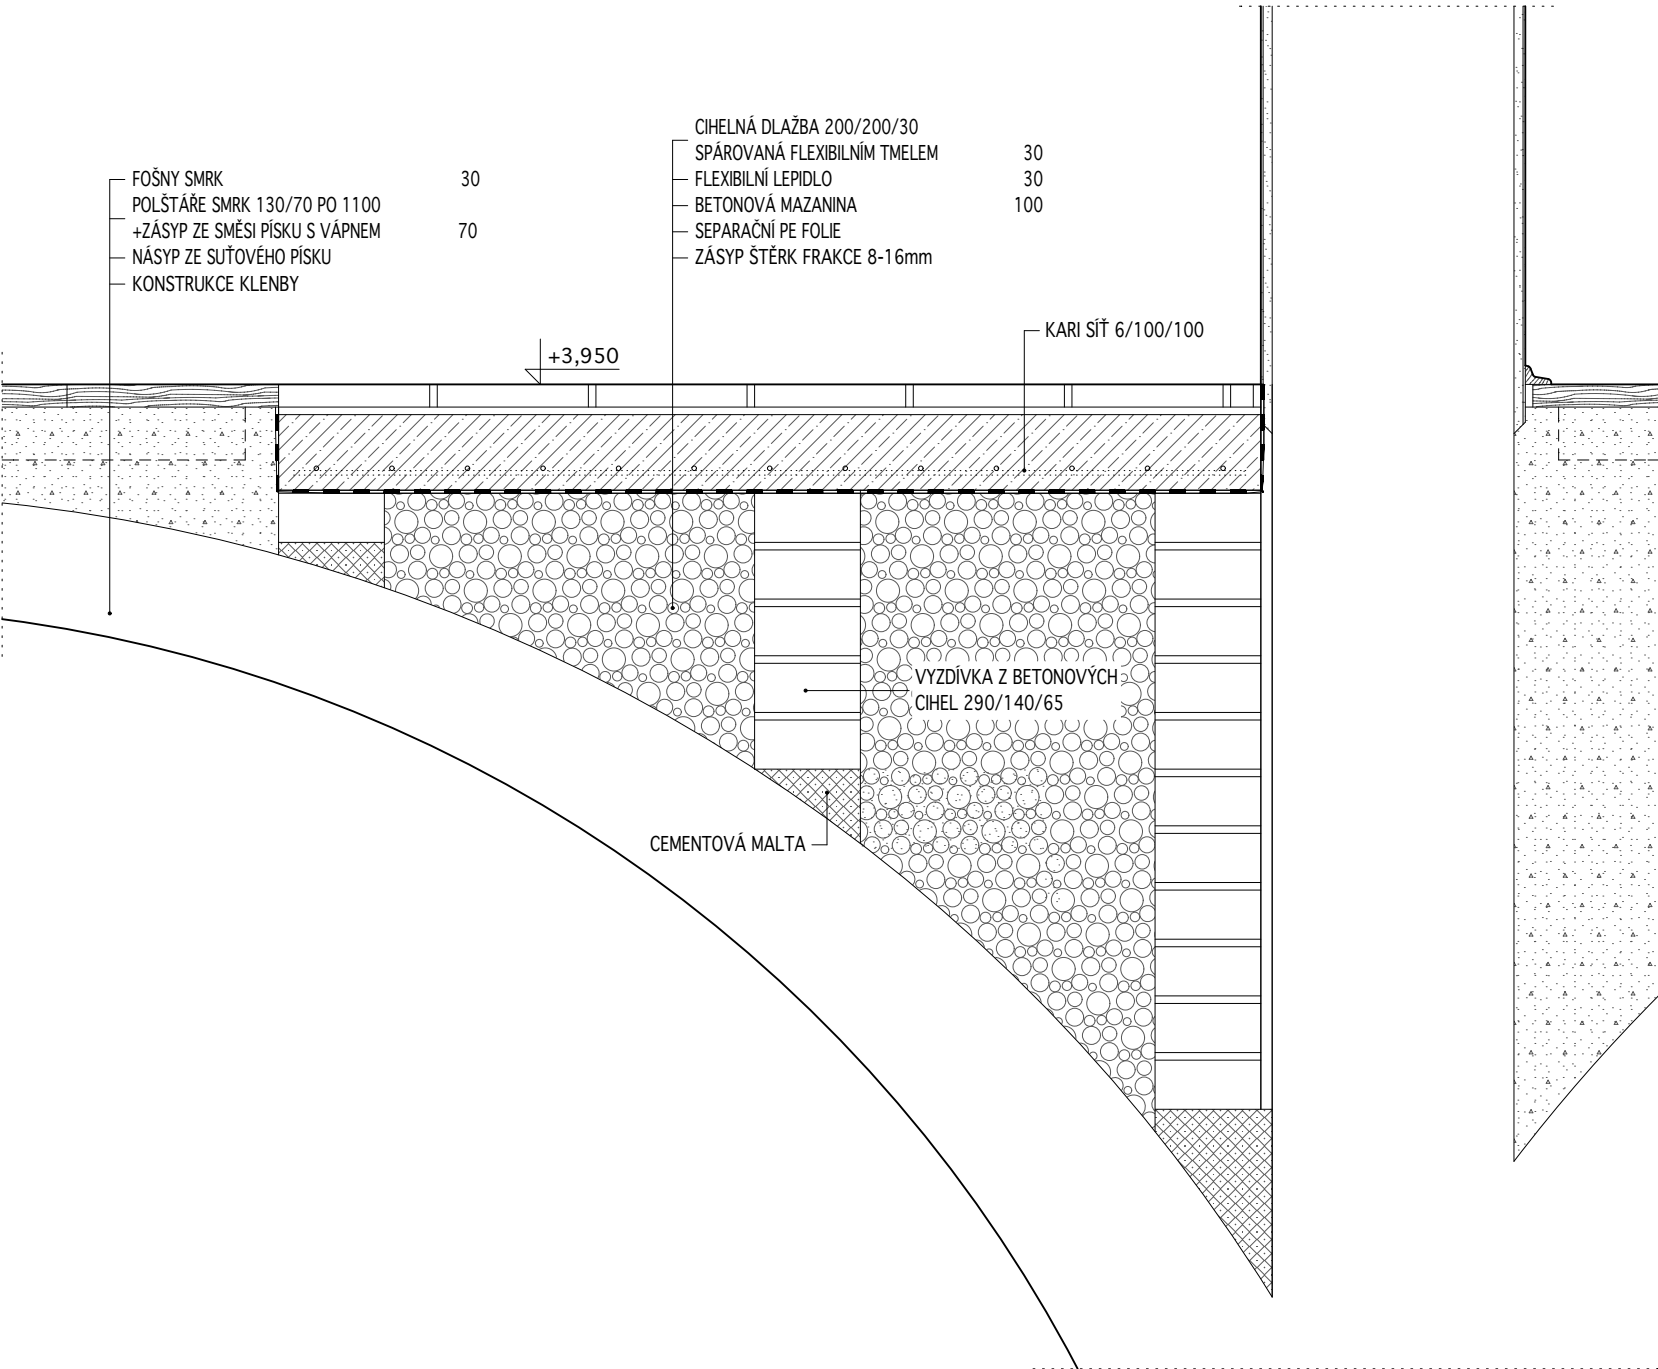 CIHELNÁ DLAŽBA 200/200/30
SPÁROVANÁ FLEXIBILNÍM TMELEM 30
FLEXIBILNÍ LEPIDLO 30
BETONOVÁ MAZANINA 100
SEPARAČNÍ PE FOLIE
ZÁSYP ŠTĚRK FRAKCE 8-16mm
FOŠNY SMRK 30
POLŠTÁŘE SMRK 130/70 PO 1100
+ZÁSYP ZE SMĚSI PÍSKU S VÁPNEM 70
NÁSYP ZE SUŤOVÉHO PÍSKU
KONSTRUKCE KLENBY
KARI SÍŤ 6/100/100
+3,950
VYZDÍVKA Z BETONOVÝCH
CIHEL 290/140/65
CEMENTOVÁ MALTA